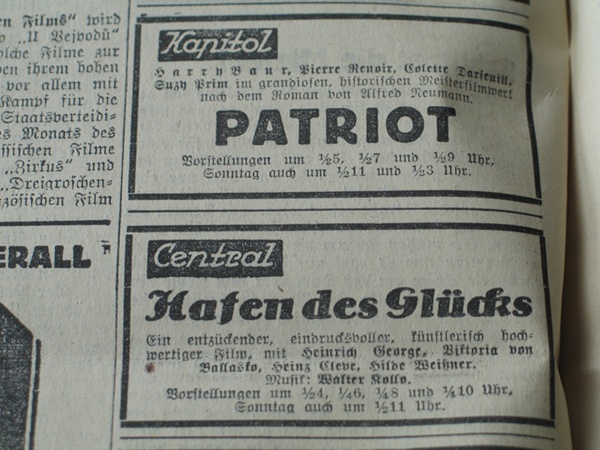 en Films" wird
„U Vejvodů"
olche Filme zur
ben ihrem hohen
vor allem mit
Kampf für die
Staatsverteidi-
es Monats des
sischen Filme
„Zirkus" und
„Dreigroschen-
zösischen Film
ERALL
Kapitol
Harry Baur, Pierre Renoir, Colette Darfeuill,
Suzy Prim im grandiosen, historischen Meisterfilmwerk
nach dem Roman von Alfred Neumann.
PATRIOT
Vorstellungen um ½5, ½7 und ½9 Uhr,
Sonntag auch um ½11 und ½3 Uhr.
Central
Hafen des Glücks
Ein entzückender, eindrucksvoller, künstlerisch hoch-
wertiger Film, mit Heinrich George, Viktoria von
Ballasko, Heinz Cleve, Hilde Weißner.
Musik: Walter Kollo.
Vorstellungen um ½4, ¼6, ¼8 und ¼10 Uhr,
Sonntag auch um ½11 Uhr.